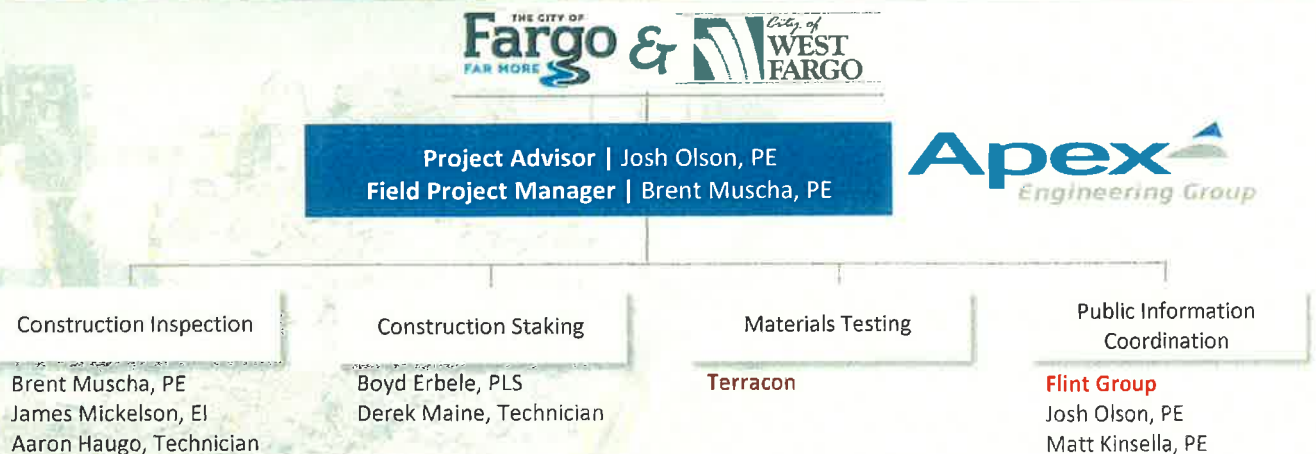 THE CITY OF
Fargo
FAR MORE
&
City of
WEST
FARGO
Project Advisor | Josh Olson, PE
Field Project Manager | Brent Muscha, PE
Apex
Engineering Group
Construction Inspection
Brent Muscha, PE
James Mickelson, EI
Aaron Haugo, Technician
Construction Staking
Boyd Erbele, PLS
Derek Maine, Technician
Materials Testing
Terracon
Public Information
Coordination
Flint Group
Josh Olson, PE
Matt Kinsella, PE